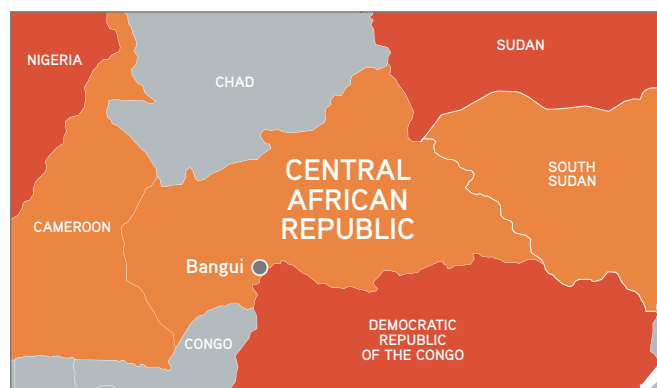 SUDAN
NIGERIA
CHAD
CENTRAL
AFRICAN
REPUBLIC
SOUTH
SUDAN
CAMEROON
Bangui
DEMOCRATIC
REPUBLIC
OF THE CONGO
CONGO